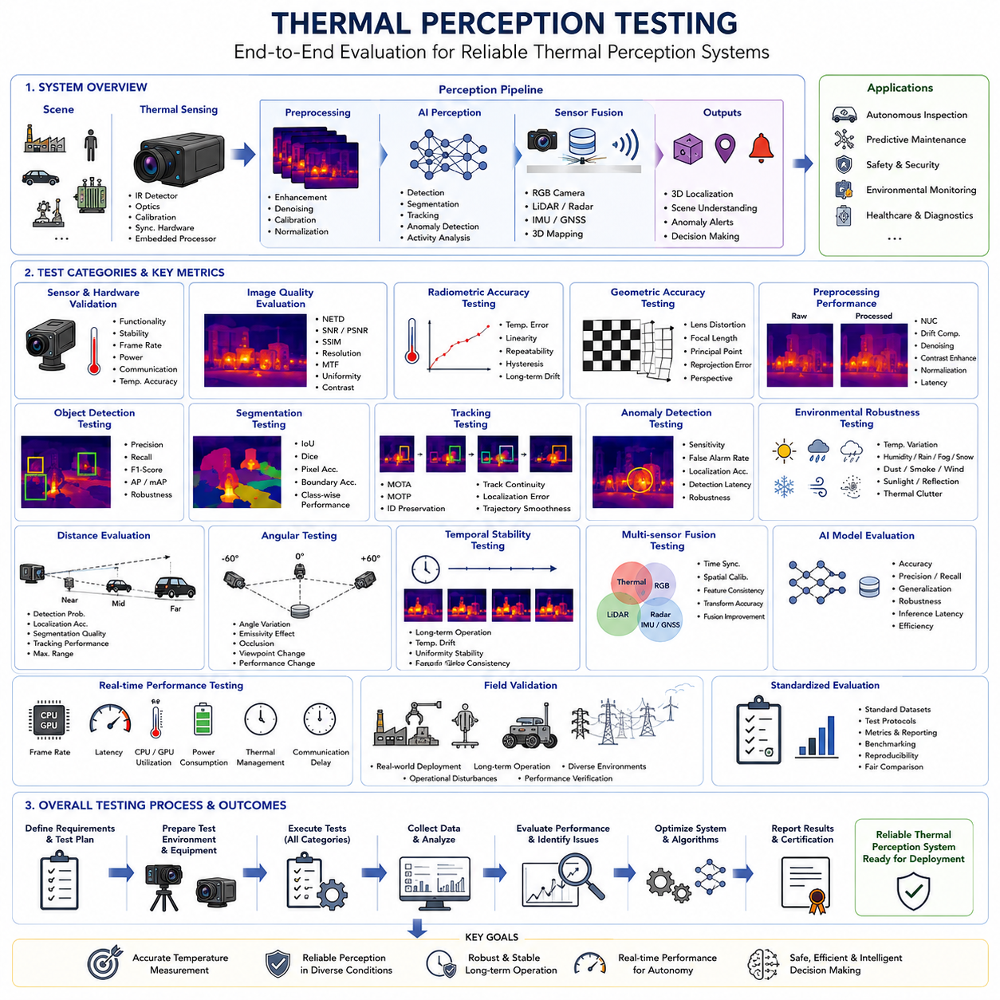 THERMAL PERCEPTION TESTING
End-to-End Evaluation for Reliable Thermal Perception Systems
1. SYSTEM OVERVIEW
Scene
...
Thermal Sensing
• IR Detector
• Optics
• Calibration
• Sync. Hardware
• Embedded Processor
Perception Pipeline
Preprocessing
• Enhancement
• Denoising
• Calibration
• Normalization
AI Perception
• Detection
• Segmentation
• Tracking
• Anomaly Detection
• Activity Analysis
Sensor Fusion
• RGB Camera
• LiDAR / Radar
• IMU / GNSS
• 3D Mapping
Outputs
• 3D Localization
• Scene Understanding
• Anomaly Alerts
• Decision Making
Applications
Autonomous Inspection
Predictive Maintenance
Safety & Security
Environmental Monitoring
Healthcare & Diagnostics
...
2. TEST CATEGORIES & KEY METRICS
Sensor & Hardware
Validation
• Functionality
• Stability
• Frame Rate
• Power
• Communication
• Temp. Accuracy
Image Quality
Evaluation
• NETD
• SNR / PSNR
• SSIM
• Resolution
• MTF
• Uniformity
• Contrast
Radiometric Accuracy
Testing
• Temp. Error
• Linearity
• Repeatability
• Hysteresis
• Long-term Drift
Geometric Accuracy
Testing
• Lens Distortion
• Focal Length
• Principal Point
• Reprojection Error
• Perspective
Preprocessing
Performance
Raw
Processed
• NUC
• Drift Comp.
• Denoising
• Contrast Enhance
• Normalization
• Latency
Object Detection
Testing
• Precision
• Recall
• F1-Score
• AP / mAP
• Robustness
Segmentation
Testing
• IoU
• Dice
• Pixel Acc.
• Boundary Acc.
• Class-wise
Performance
Tracking
Testing
• MOTA
• MOTP
• ID Preservation
• Track Continuity
• Localization Error
• Trajectory Smoothness
Anomaly Detection
Testing
• Sensitivity
• False Alarm Rate
• Localization Acc.
• Detection Latency
• Robustness
Environmental Robustness
Testing
• Temp. Variation
• Humidity / Rain / Fog / Snow
• Dust / Smoke / Wind
• Sunlight / Reflection
• Thermal Clutter
Distance Evaluation
Near
Mid
Far
• Detection Prob.
• Localization Acc.
• Segmentation Quality
• Tracking Performance
• Max. Range
Angular Testing
-60°
0°
+60°
• Angle Variation
• Emissivity Effect
• Occlusion
• Viewpoint Change
• Performance Change
Temporal Stability
Testing
• Long-term Operation
• Temp. Drift
• Uniformity Stability
• Consistency
Multi-sensor Fusion
Testing
Thermal
RGB
LiDAR
Radar
IMU / GNSS
• Time Sync.
• Spatial Calib.
• Feature Consistency
• Transform Accuracy
• Fusion Improvement
AI Model Evaluation
• Accuracy
• Precision / Recall
• Generalization
• Robustness
• Inference Latency
• Efficiency
Real-time Performance Testing
CPU
GPU
Frame Rate
Latency
CPU / GPU
Utilization
Power
Consumption
Thermal
Management
Communication
Delay
Field Validation
• Real-world Deployment
Long-term Operation
• Diverse Environments
• Operational Disturbances
• Performance Verification
Standardized Evaluation
• Standard Datasets
• Test Protocols
• Metrics & Reporting
• Benchmarking
• Reproducibility
• Fair Comparison
3. OVERALL TESTING PROCESS & OUTCOMES
Define Requirements
& Test Plan
Prepare Test
Environment
& Equipment
Execute Tests
(All Categories)
Collect Data
& Analyze
Evaluate Performance
& Identify Issues
Optimize System
& Algorithms
Report Results
& Certification
Reliable Thermal
Perception System
Ready for Deployment
KEY GOALS
Accurate Temperature
Measurement
Reliable Perception
in Diverse Conditions
Robust & Stable
Long-term Operation
Real-time Performance
for Autonomy
Safe, Efficient & Intelligent
Decision Making